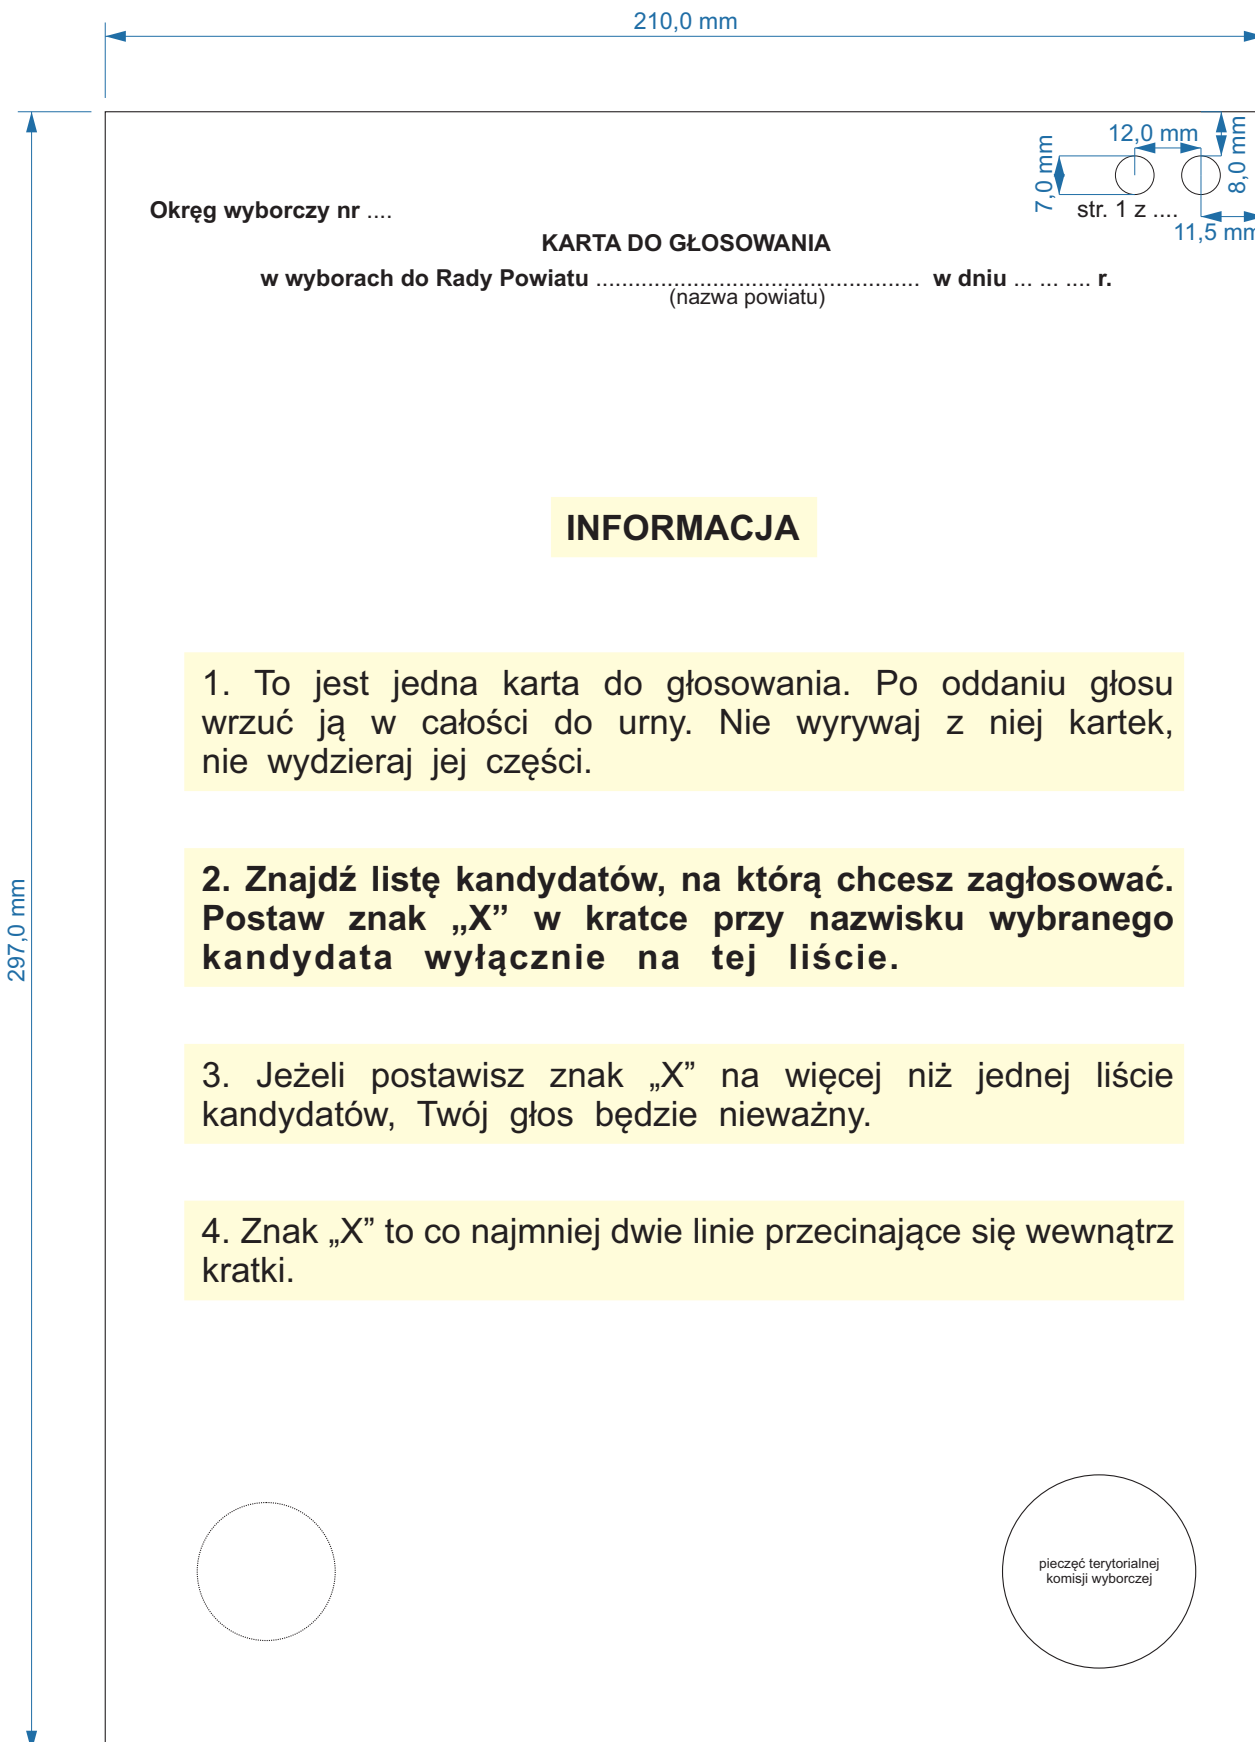 210,0 mm
12,0 mm
7,0 mm
8,0 mm
Okręg wyborczy nr ....
str. 1 z ....
11,5 mm
KARTA DO GŁOSOWANIA
w wyborach do Rady Powiatu .................................................. w dniu ... ... .... r.
(nazwa powiatu)
INFORMACJA
1. To jest jedna karta do głosowania. Po oddaniu głosu
wrzuć ją w całości do urny. Nie wyrywaj z niej kartek,
nie wydzieraj jej części.
297,0 mm
2. Znajdź listę kandydatów, na którą chcesz zagłosować.
Postaw znak „X” w kratce przy nazwisku wybranego
kandydata wyłącznie na tej liście.
3. Jeżeli postawisz znak „X” na więcej niż jednej liście
kandydatów, Twój głos będzie nieważny.
4. Znak „X” to co najmniej dwie linie przecinające się wewnątrz
kratki.
pieczęć terytorialnej
komisji wyborczej